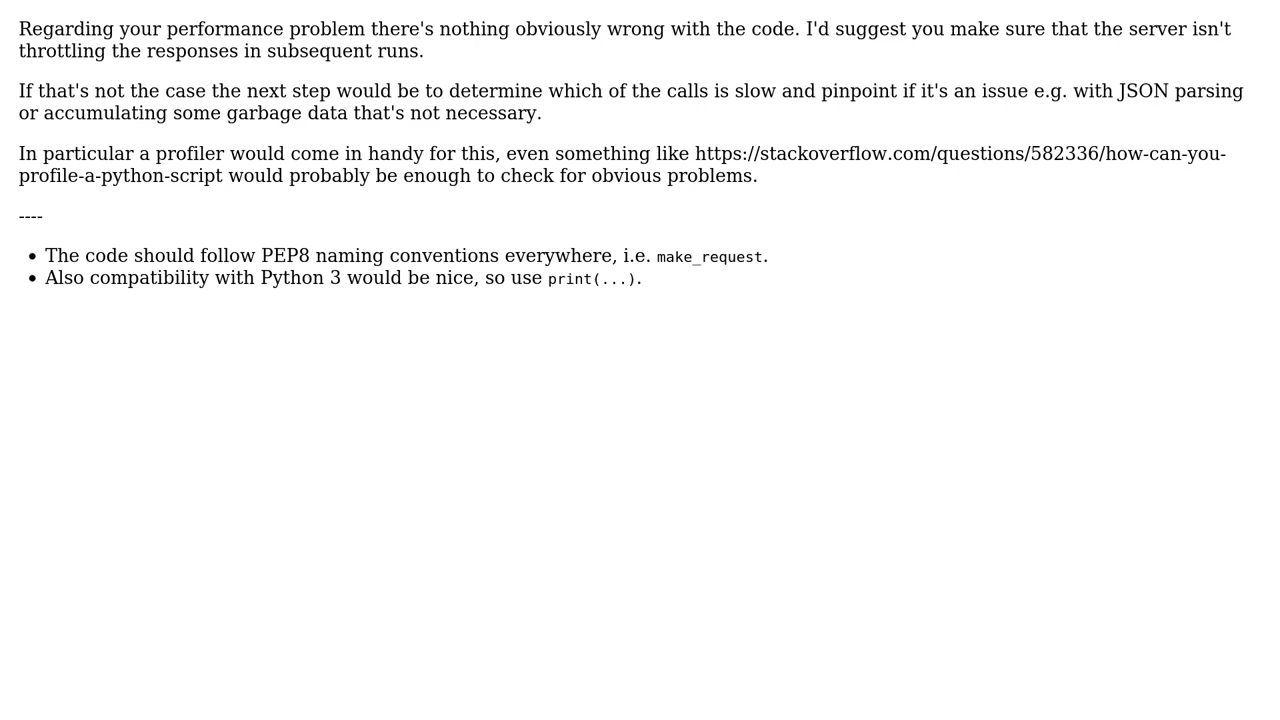 Regarding your performance problem there's nothing obviously wrong with the code. I'd suggest you make sure that the server isn't
throttling the responses in subsequent runs.
If that's not the case the next step would be to determine which of the calls is slow and pinpoint if it's an issue e.g. with JSON parsing
or accumulating some garbage data that's not necessary.
In particular a profiler would come in handy for this, even something like https://stackoverflow.com/questions/582336/how-can-you-
profile-a-python-script would probably be enough to check for obvious problems.
----
• The code should follow PEP8 naming conventions everywhere, i.e. make_request.
• Also compatibility with Python 3 would be nice, so use print(...).